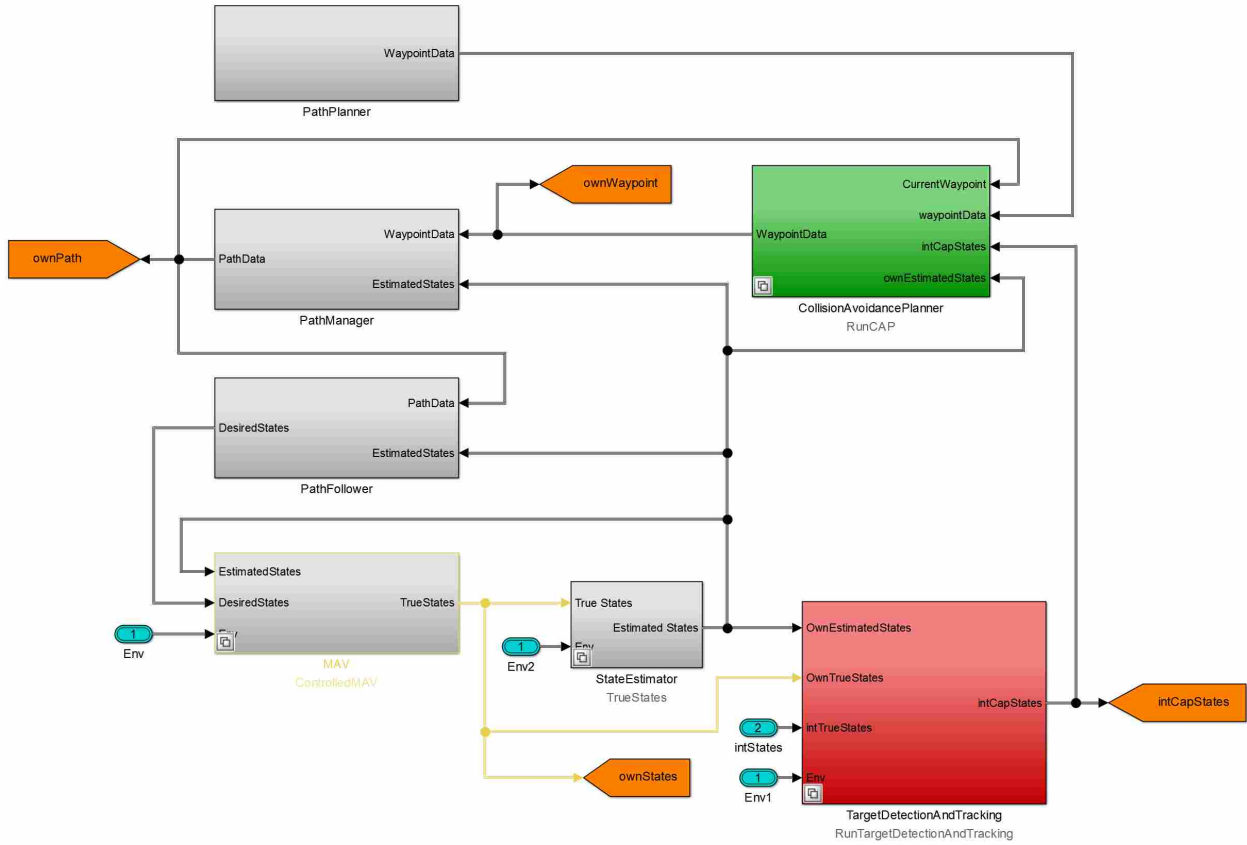 WaypointData
PathPlanner
ownWaypoint
CurrentWaypoint
waypointData
intCapStates
ownEstimatedStates
WaypointData
CollisionAvoidancePlanner
RunCAP
ownPath
WaypointData
PathData
EstimatedStates
PathManager
PathData
DesiredStates
EstimatedStates
PathFollower
EstimatedStates
DesiredStates
TrueStates
Env
MAV
ControlledMAV
1
Env
True States
Estimated States
Env
StateEstimator
TrueStates
1
Env2
OwnEstimatedStates
OwnTrueStates
intCapStates
intTrueStates
Env
TargetDetectionAndTracking
RunTargetDetectionAndTracking
2
intStates
1
Env1
ownStates
intCapStates